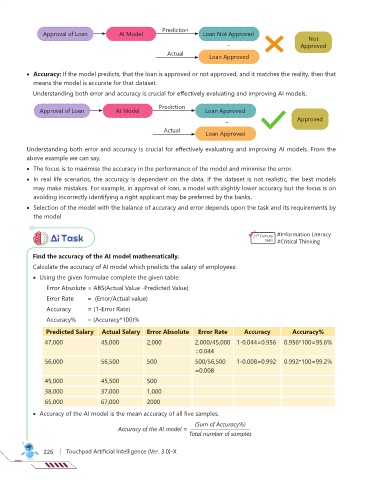 Approval of Loan
AI Model
Prediction
Loan Not Approved
–
Actual
Loan Approved
Not
Approved
• Accuracy: If the model predicts, that the loan is approved or not approved, and it matches the reality, then that
means the model is accurate for that dataset.
Understanding both error and accuracy is crucial for effectively evaluating and improving AI models.
Approval of Loan
AI Model
Prediction
Loan Approved
–
Actual
Loan Approved
Approved
Understanding both error and accuracy is crucial for effectively evaluating and improving AI models. From the
above example we can say,
• The focus is to maximise the accuracy in the performance of the model and minimise the error.
• In real life scenarios, the accuracy is dependent on the data, if the dataset is not realistic, the best models
may make mistakes. For example, in approval of loan, a model with slightly lower accuracy but the focus is on
avoiding incorrectly identifying a right applicant may be preferred by the banks.
• Selection of the model with the balance of accuracy and error depends upon the task and its requirements by
the model
Ai Task
21st Century
Skills
#Information Literacy
#Critical Thinking
Find the accuracy of the AI model mathematically.
Calculate the accuracy of AI model which predicts the salary of employees:
• Using the given formulae complete the given table:
Error Absolute = ABS(Actual Value -Predicted Value)
Error Rate = (Error/Actual value)
Accuracy = (1-Error Rate)
Accuracy% = (Accuracy*100)%
Predicted Salary Actual Salary Error Absolute Error Rate Accuracy Accuracy%
47,000 45,000 2,000 2,000/45,000 1-0.044=0.956 0.956*100=95.6%
=0.044
56,000 56,500 500 500/56,500 1-0.008=0.992 0.992*100=99.2%
=0.008
45,000 45,500 500
38,000 37,000 1,000
65,000 67,000 2000
• Accuracy of the AI model is the mean accuracy of all five samples.
Accuracy of the AI model = (Sum of Accuracy%)
Total number of samples
226 | Touchpad Artificial Intelligence (Ver. 3.0)-X